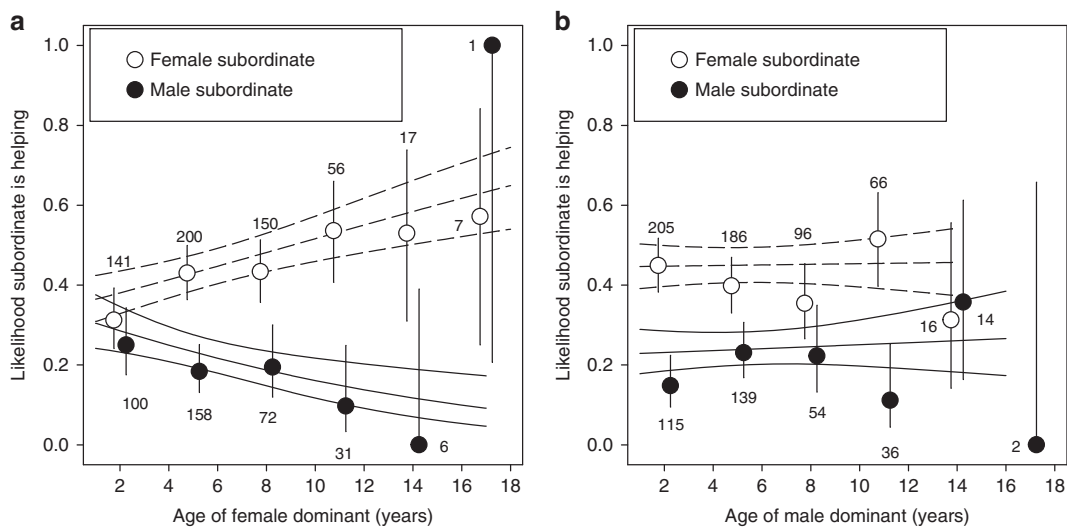 a
Female subordinate
Male subordinate
Likelihood subordinate is helping
1.0
0.8
0.6
0.4
0.2
0.0
141
200
150
56
17
7
1
100
158
72
31
6
2 4 6 8 10 12 14 16 18
Age of female dominant (years)
b
Female subordinate
Male subordinate
Likelihood subordinate is helping
1.0
0.8
0.6
0.4
0.2
0.0
205
186
96
66
16
14
115
139
54
36
2
2 4 6 8 10 12 14 16 18
Age of male dominant (years)